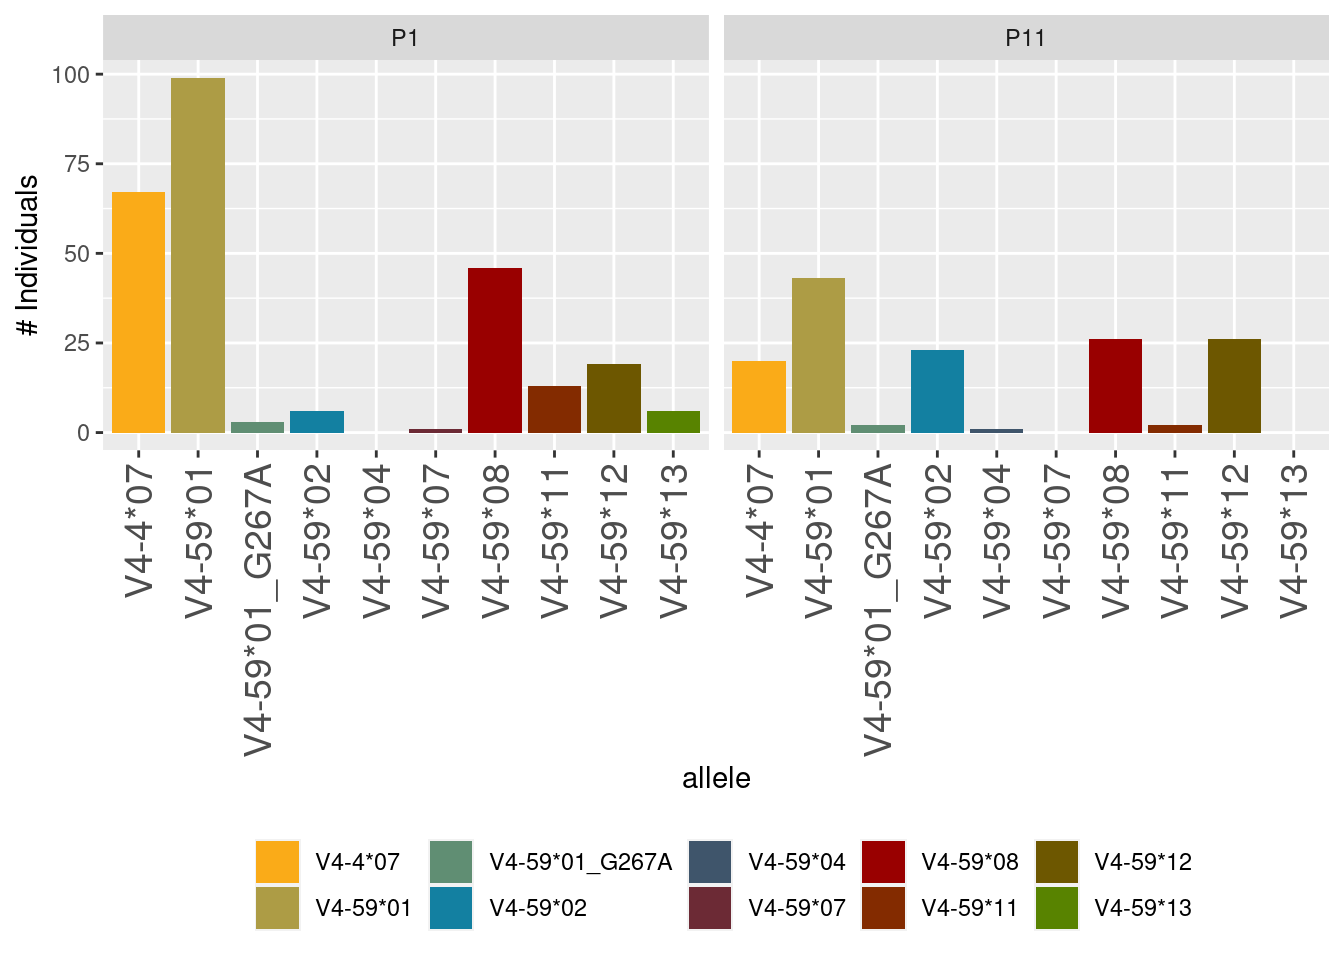 P1 P11
# Individuals
100
75
50
25
0
V4-4*07 V4-59*01 V4-59*01_G267A V4-59*02 V4-59*04 V4-59*07 V4-59*08 V4-59*11 V4-59*12 V4-59*13 V4-4*07 V4-59*01 V4-59*01_G267A V4-59*02 V4-59*04 V4-59*07 V4-59*08 V4-59*11 V4-59*12 V4-59*13
allele
V4-4*07 V4-59*01_G267A V4-59*04 V4-59*08 V4-59*12
V4-59*01 V4-59*02 V4-59*07 V4-59*11 V4-59*13